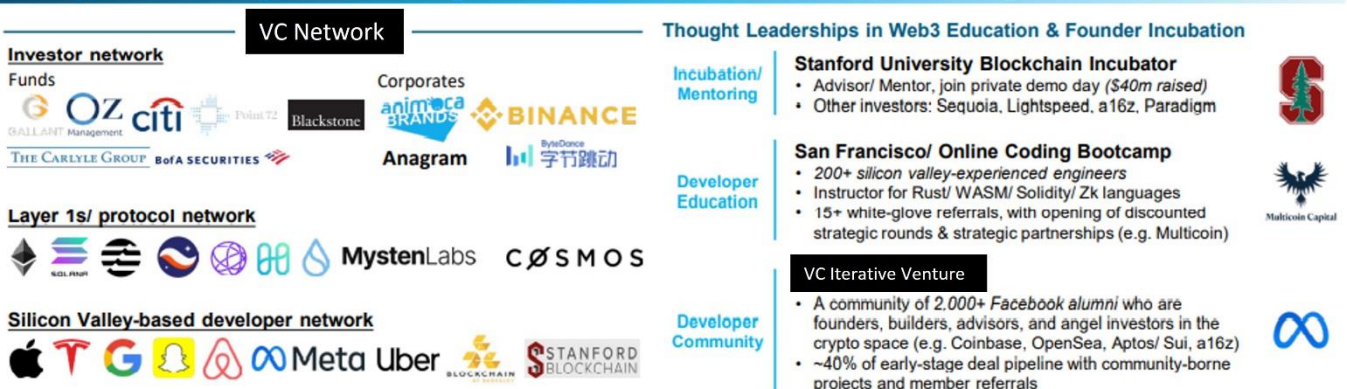 VC Network
Investor network
Funds
Corporates
GALLANT
OZ
Management
citi
Point72
Blackstone
animoca
BRANDS
BINANCE
THE CARLYLE GROUP
BofA SECURITIES
Anagram
ByteDance
字节跳动
Layer 1s/ protocol network
SOLANA
MystenLabs
COSMOS
Silicon Valley-based developer network
Meta
Uber
BLOCKCHAIN
AT BERKELEY
STANFORD
BLOCKCHAIN
Thought Leaderships in Web3 Education & Founder Incubation
Incubation/
Mentoring
Stanford University Blockchain Incubator
• Advisor/ Mentor, join private demo day ($40m raised)
• Other investors: Sequoia, Lightspeed, a16z, Paradigm
Developer
Education
San Francisco/ Online Coding Bootcamp
• 200+ silicon valley-experienced engineers
• Instructor for Rust/ WASM/ Solidity/ Zk languages
• 15+ white-glove referrals, with opening of discounted
strategic rounds & strategic partnerships (e.g. Multicoin)
Multicoin Capital
Developer
Community
VC Iterative Venture
• A community of 2,000+ Facebook alumni who are
founders, builders, advisors, and angel investors in the
crypto space (e.g. Coinbase, OpenSea, Aptos/ Sui, a16z)
• ~40% of early-stage deal pipeline with community-borne
projects and member referrals